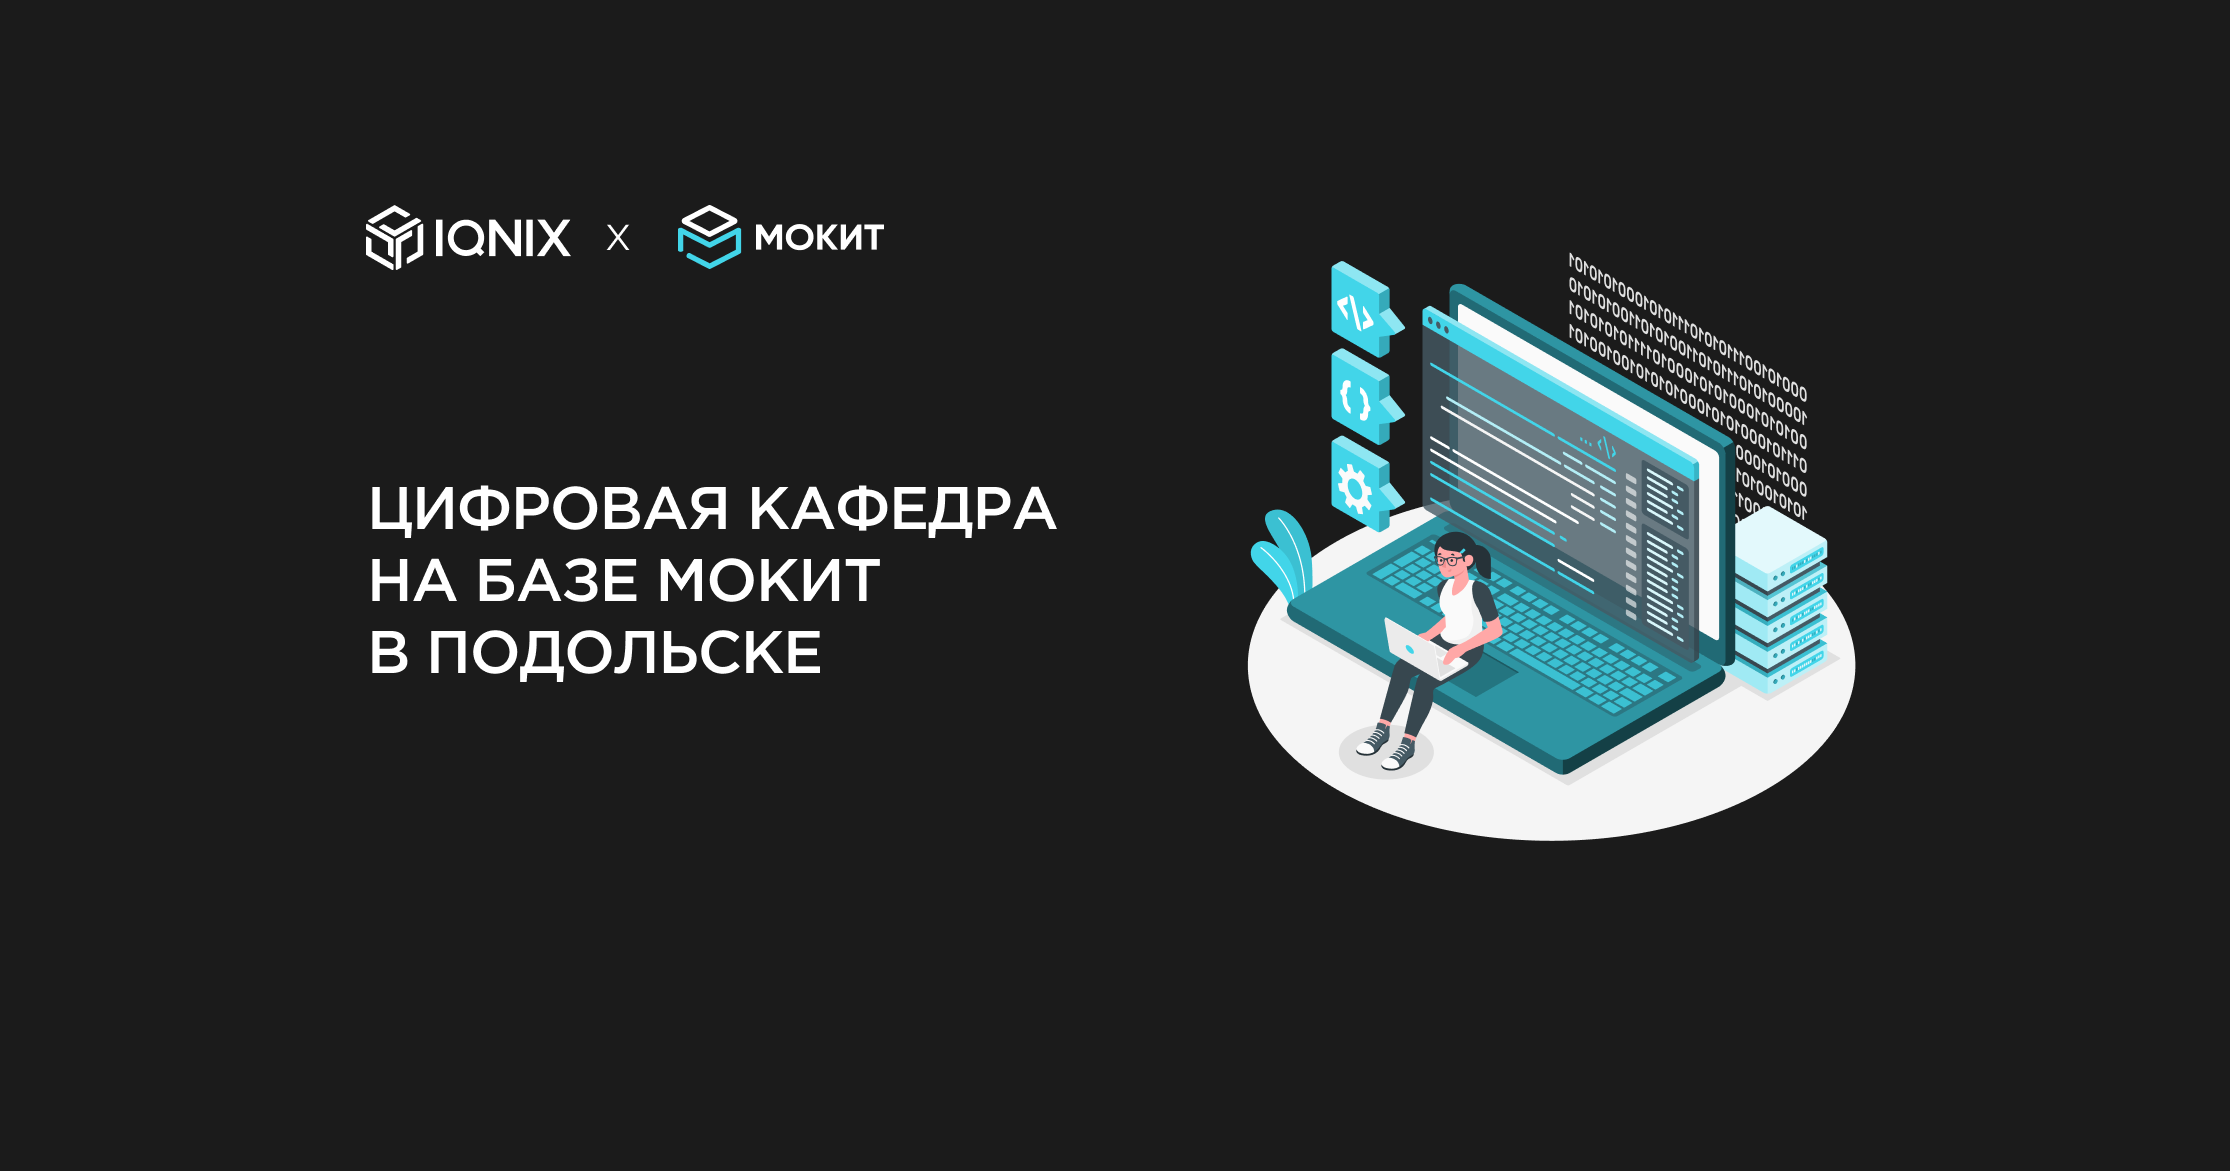 IQNIX X МОКИТ
ЦИФРОВАЯ КАФЕДРА
НА БАЗЕ МОКИТ
В ПОДОЛЬСКЕ